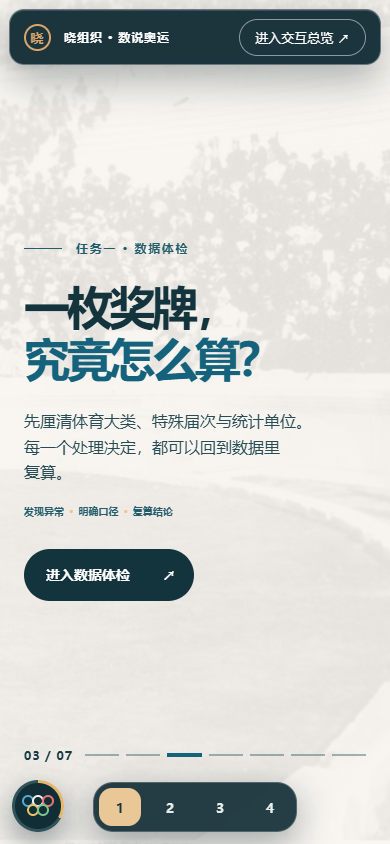 晓 晓组织 • 数说奥运 进入交互总览 ↗
任务一 • 数据体检
一枚奖牌，
究竟怎么算？
先厘清体育大类、特殊届次与统计单位。
每一个处理决定，都可以回到数据里
复算。
发现异常 • 明确口径 • 复算结论
进入数据体检 ↗
03 / 07
1 2 3 4